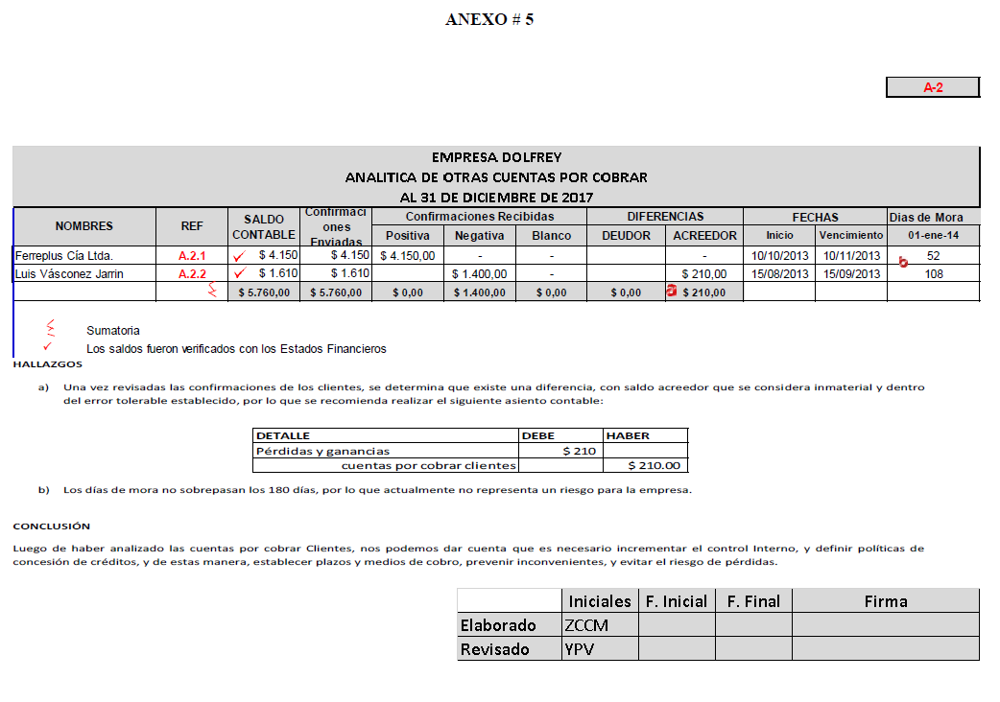 ANEXO # 5
A-2
EMPRESA DOLFREY
ANALITICA DE OTRAS CUENTAS POR COBRAR
AL 31 DE DICIEMBRE DE 2017
NOMBRES REF SALDO CONTABLE Confirmaci ones Enviadas Confirmaciones Recibidas DIFERENCIAS FECHAS Dias de Mora
Positiva Negativa Blanco DEUDOR ACREEDOR Inicio Vencimiento 01-ene-14
Ferreplus Cía Ltda. A.2.1 $ 4.150 $ 4.150 $ 4.150,00 - - - 10/10/2013 10/11/2013 b 52
Luis Vásconez Jarrin A.2.2 $ 1.610 $ 1.610 $ 1.400,00 - $ 210,00 15/08/2013 15/09/2013 108
$ 5.760,00 $ 5.760,00 $ 0,00 $ 1.400,00 $ 0,00 $ 0,00 a $ 210,00
Sumatoria
Los saldos fueron verificados con los Estados Financieros
HALLAZGOS
a) Una vez revisadas las confirmaciones de los clientes, se determina que existe una diferencia, con saldo acreedor que se considera inmaterial y dentro
del error tolerable establecido, por lo que se recomienda realizar el siguiente asiento contable:
DETALLE DEBE HABER
Pérdidas y ganancias $ 210
cuentas por cobrar clientes $ 210.00
b) Los días de mora no sobrepasan los 180 días, por lo que actualmente no representa un riesgo para la empresa.
CONCLUSIÓN
Luego de haber analizado las cuentas por cobrar Clientes, nos podemos dar cuenta que es necesario incrementar el control Interno, y definir políticas de
concesión de créditos, y de estas manera, establecer plazos y medios de cobro, prevenir inconvenientes, y evitar el riesgo de pérdidas.
Iniciales F. Inicial F. Final Firma
Elaborado ZCCM
Revisado YPV